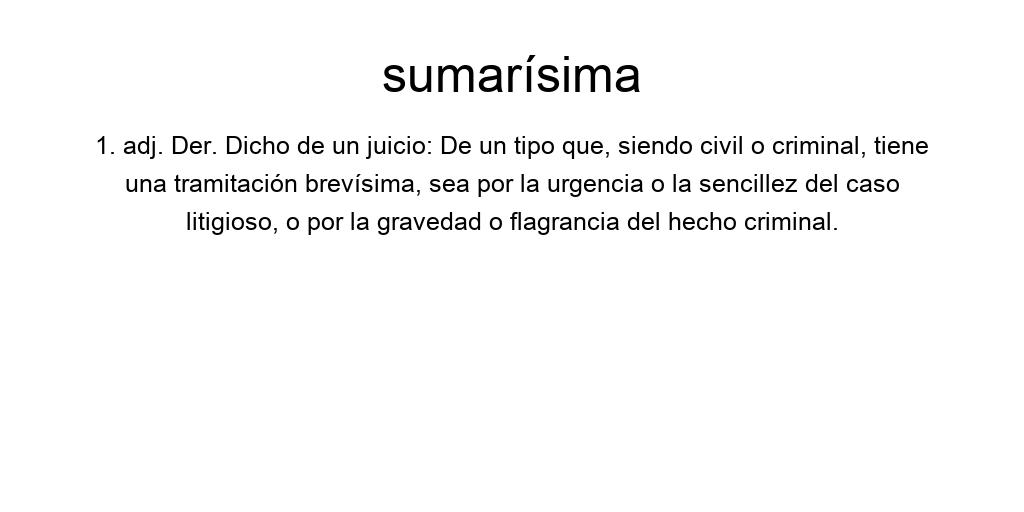 sumarísima
1. adj. Der. Dicho de un juicio: De un tipo que, siendo civil o criminal, tiene
una tramitación brevísima, sea por la urgencia o la sencillez del caso
litigioso, o por la gravedad o flagrancia del hecho criminal.